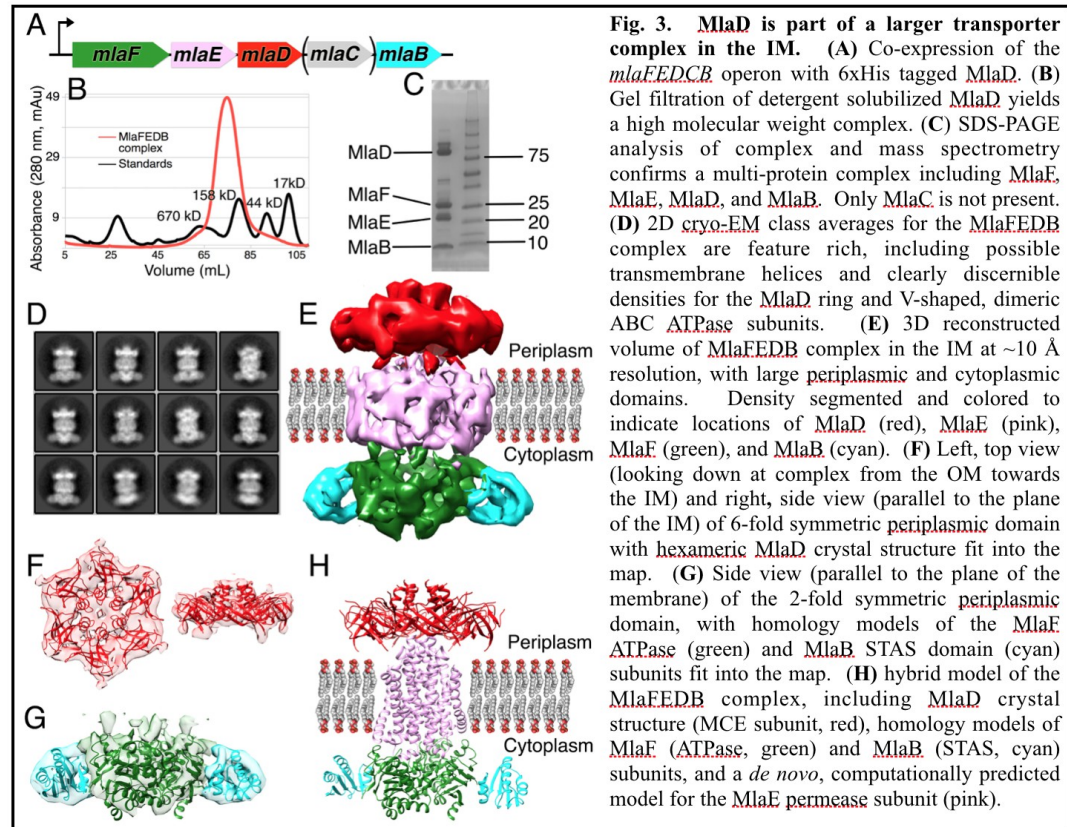 A
mlaF mlaE mlaD (mlaC) mlaB
B
49
29
9
Absorbance (280 nm, mAu)
MlaFEDB
complex
Standards
670 kD
158 kD
44 kD
17kD
5 25 45 65 85 105
Volume (mL)
C
MlaD
MlaF
MlaE
MlaB
75
25
20
10
D
E
Periplasm
Cytoplasm
F
G
H
Periplasm
Cytoplasm
Fig. 3. MlaD is part of a larger transporter
complex in the IM. (A) Co-expression of the
mlaFEDCB operon with 6xHis tagged MlaD. (B)
Gel filtration of detergent solubilized MlaD yields
a high molecular weight complex. (C) SDS-PAGE
analysis of complex and mass spectrometry
confirms a multi-protein complex including MlaF,
MlaE, MlaD, and MlaB. Only MlaC is not present.
(D) 2D cryo-EM class averages for the MlaFEDB
complex are feature rich, including possible
transmembrane helices and clearly discernible
densities for the MlaD ring and V-shaped, dimeric
ABC ATPase subunits. (E) 3D reconstructed
volume of MlaFEDB complex in the IM at ~10 Å
resolution, with large periplasmic and cytoplasmic
domains. Density segmented and colored to
indicate locations of MlaD (red), MlaE (pink),
MlaF (green), and MlaB (cyan). (F) Left, top view
(looking down at complex from the OM towards
the IM) and right, side view (parallel to the plane
of the IM) of 6-fold symmetric periplasmic domain
with hexameric MlaD crystal structure fit into the
map. (G) Side view (parallel to the plane of the
membrane) of the 2-fold symmetric periplasmic
domain, with homology models of the MlaF
ATPase (green) and MlaB STAS domain (cyan)
subunits fit into the map. (H) hybrid model of the
MlaFEDB complex, including MlaD crystal
structure (MCE subunit, red), homology models of
MlaF (ATPase, green) and MlaB (STAS, cyan)
subunits, and a de novo, computationally predicted
model for the MlaE permease subunit (pink).